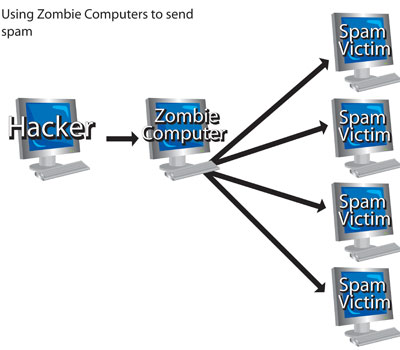 Using Zombie Computers to send
spam
Hacker
Zombie
Computer
Spam
Victim
Spam
Victim
Spam
Victim
Spam
Victim